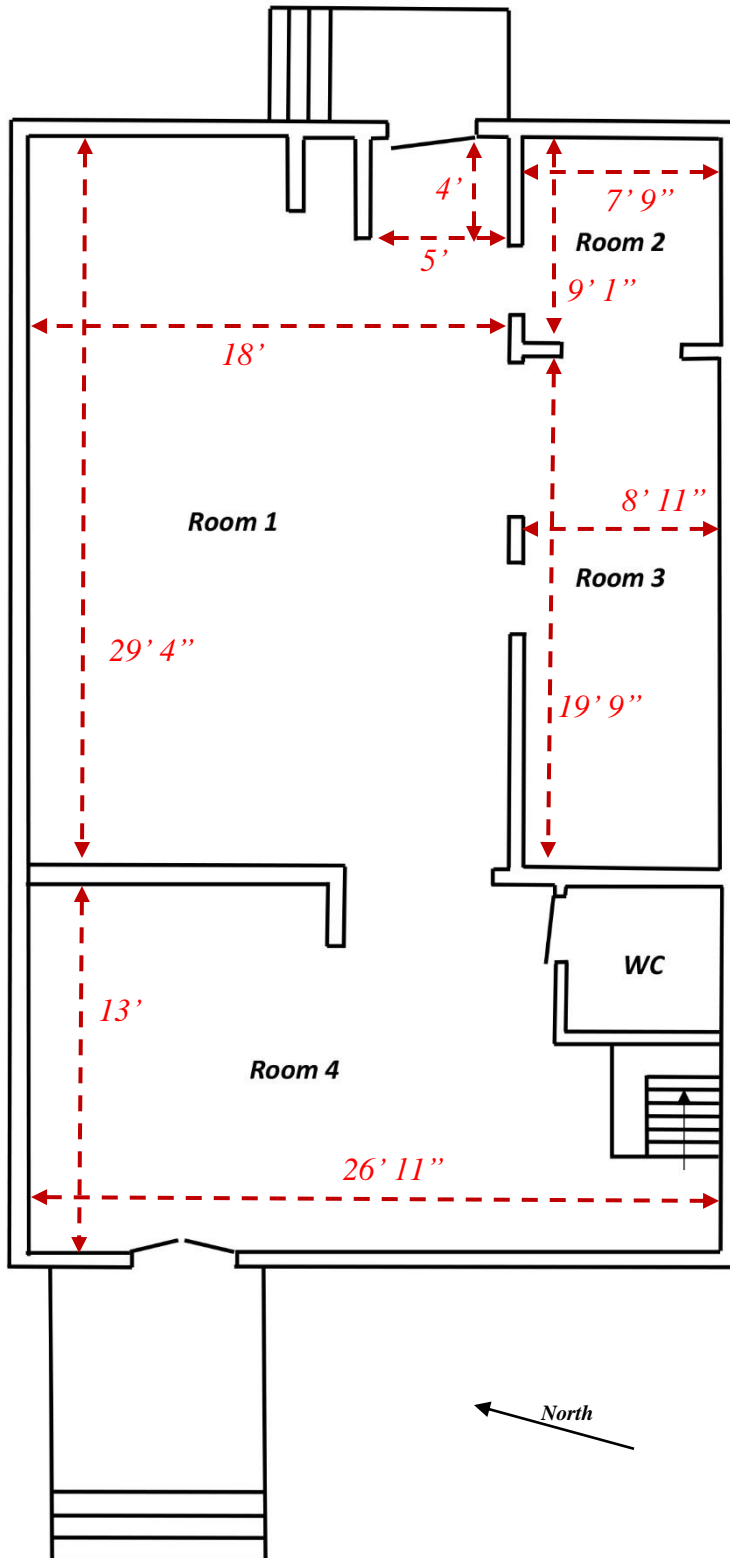 4’
7’ 9”
Room 2
5’
9’ 1”
18’
8’ 11”
Room 1
Room 3
29’ 4”
19’ 9”
WC
13’
Room 4
26’ 11”
North